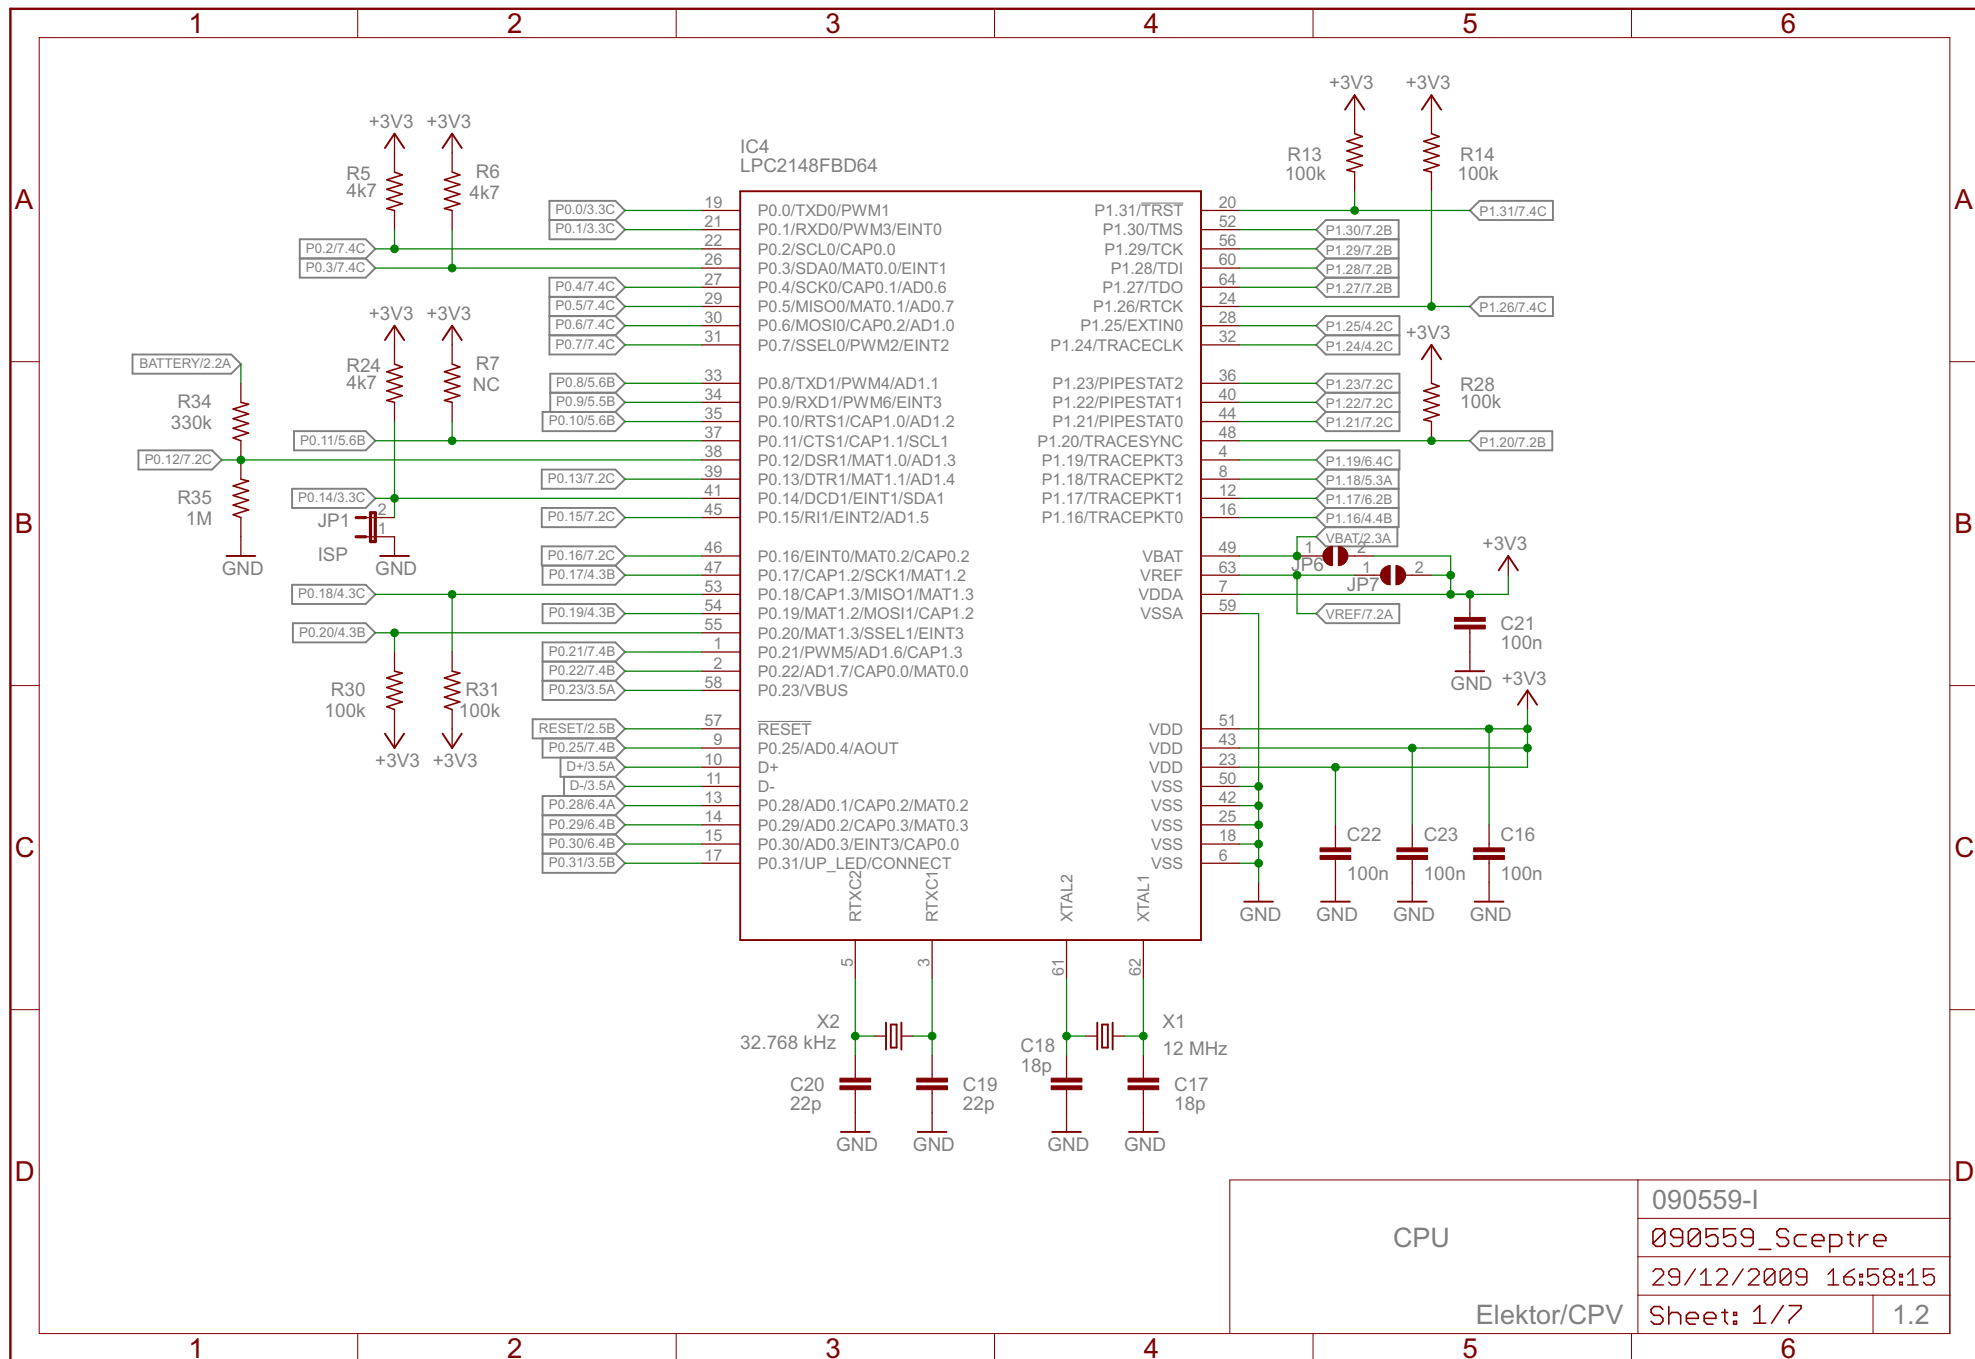 1 2 3 4 5 6
A A
B B
C C
D D
1 2 3 4 5 6
+3V3 +3V3
R5
4k7
R6
4k7
P0.2/7.4C
P0.3/7.4C
+3V3 +3V3
R24
4k7
R7
NC
BATTERY/2.2A
R34
330k
P0.11/5.6B
P0.12/7.2C
R35
1M
P0.14/3.3C
JP1
2
1
ISP
GND
GND
P0.18/4.3C
P0.20/4.3B
R30
100k
R31
100k
+3V3 +3V3
P0.0/3.3C
P0.1/3.3C
P0.4/7.4C
P0.5/7.4C
P0.6/7.4C
P0.7/7.4C
P0.8/5.6B
P0.9/5.5B
P0.10/5.6B
P0.13/7.2C
P0.15/7.2C
P0.16/7.2C
P0.17/4.3B
P0.19/4.3B
P0.21/7.4B
P0.22/7.4B
P0.23/3.5A
RESET/2.5B
P0.25/7.4B
D+/3.5A
D-/3.5A
P0.28/6.4A
P0.29/6.4B
P0.30/6.4B
P0.31/3.5B
IC4
LPC2148FBD64
19 P0.0/TXD0/PWM1
21 P0.1/RXD0/PWM3/EINT0
22 P0.2/SCL0/CAP0.0
26 P0.3/SDA0/MAT0.0/EINT1
27 P0.4/SCK0/CAP0.1/AD0.6
29 P0.5/MISO0/MAT0.1/AD0.7
30 P0.6/MOSI0/CAP0.2/AD1.0
31 P0.7/SSEL0/PWM2/EINT2
33 P0.8/TXD1/PWM4/AD1.1
34 P0.9/RXD1/PWM6/EINT3
35 P0.10/RTS1/CAP1.0/AD1.2
37 P0.11/CTS1/CAP1.1/SCL1
38 P0.12/DSR1/MAT1.0/AD1.3
39 P0.13/DTR1/MAT1.1/AD1.4
41 P0.14/DCD1/EINT1/SDA1
45 P0.15/RI1/EINT2/AD1.5
46 P0.16/EINT0/MAT0.2/CAP0.2
47 P0.17/CAP1.2/SCK1/MAT1.2
53 P0.18/CAP1.3/MISO1/MAT1.3
54 P0.19/MAT1.2/MOSI1/CAP1.2
55 P0.20/MAT1.3/SSEL1/EINT3
1 P0.21/PWM5/AD1.6/CAP1.3
2 P0.22/AD1.7/CAP0.0/MAT0.0
58 P0.23/VBUS
57 RESET
9 P0.25/AD0.4/AOUT
10 D+
11 D-
13 P0.28/AD0.1/CAP0.2/MAT0.2
14 P0.29/AD0.2/CAP0.3/MAT0.3
15 P0.30/AD0.3/EINT3/CAP0.0
17 P0.31/UP_LED/CONNECT
P1.31/TRST 20
P1.30/TMS 52
P1.29/TCK 56
P1.28/TDI 60
P1.27/TDO 64
P1.26/RTCK 24
P1.25/EXTIN0 28
P1.24/TRACECLK 32
P1.23/PIPESTAT2 36
P1.22/PIPESTAT1 40
P1.21/PIPESTAT0 44
P1.20/TRACESYNC 48
P1.19/TRACEPKT3 4
P1.18/TRACEPKT2 8
P1.17/TRACEPKT1 12
P1.16/TRACEPKT0 16
VBAT 49
VREF 63
VDDA 7
VSSA 59
VDD 51
VDD 43
VDD 23
VSS 50
VSS 42
VSS 25
VSS 18
VSS 6
RTXC2 RTXC1 XTAL2 XTAL1
5 3 61 62
+3V3 +3V3
R13
100k
R14
100k
P1.31/7.4C
P1.30/7.2B
P1.29/7.2B
P1.28/7.2B
P1.27/7.2B
P1.26/7.4C
P1.25/4.2C
P1.24/4.2C
+3V3
R28
100k
P1.23/7.2C
P1.22/7.2C
P1.21/7.2C
P1.20/7.2B
P1.19/6.4C
P1.18/5.3A
P1.17/6.2B
P1.16/4.4B
VBAT/2.3A
1 2
JP6
1 2
JP7
+3V3
VREF/7.2A
C21
100n
GND
+3V3
C22
100n
C23
100n
C16
100n
GND GND GND GND
X2
32.768 kHz
C20
22p
C19
22p
GND GND
X1
12 MHz
C18
18p
C17
18p
GND GND
CPU
Elektor/CPV
090559-I
090559_Sceptre
29/12/2009 16:58:15
Sheet: 1/7 1.2